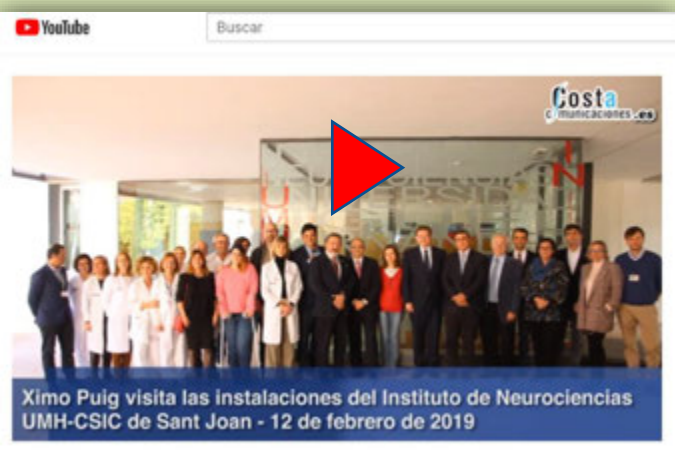 YouTube
Buscar
Costa
comunicaciones.es
Ximo Puig visita las instalaciones del Instituto de Neurociencias
UMH-CSIC de Sant Joan - 12 de febrero de 2019